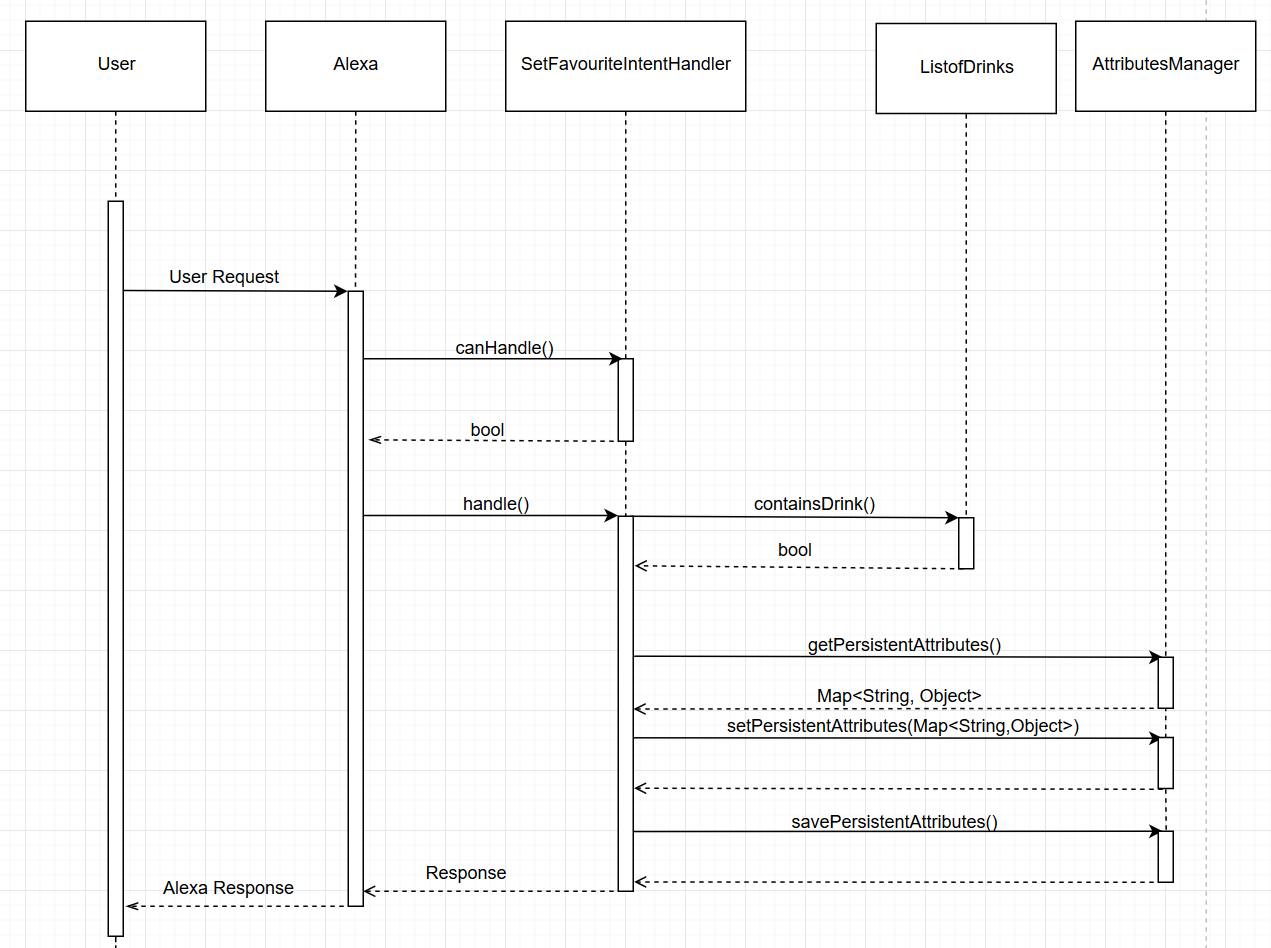 User
Alexa
SetFavouriteIntentHandler
ListofDrinks
AttributesManager
User Request
canHandle()
bool
handle()
containsDrink()
bool
getPersistentAttributes()
Map<String, Object>
setPersistentAttributes(Map<String,Object>)
savePersistentAttributes()
Response
Alexa Response